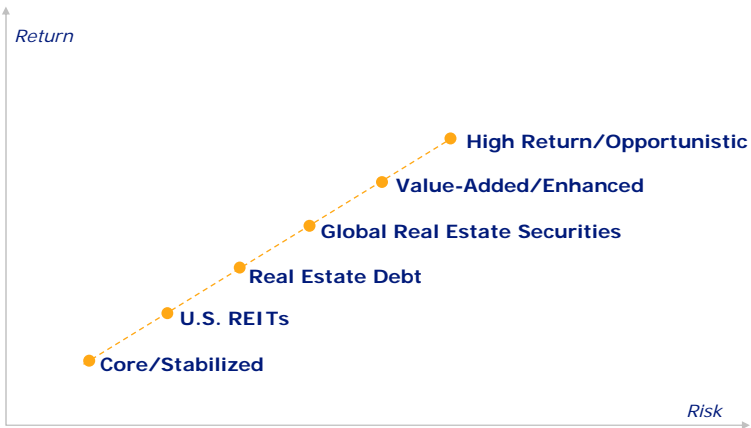 Return
High Return/Opportunistic
Value-Added/Enhanced
Global Real Estate Securities
Real Estate Debt
U.S. REITs
Core/Stabilized
Risk